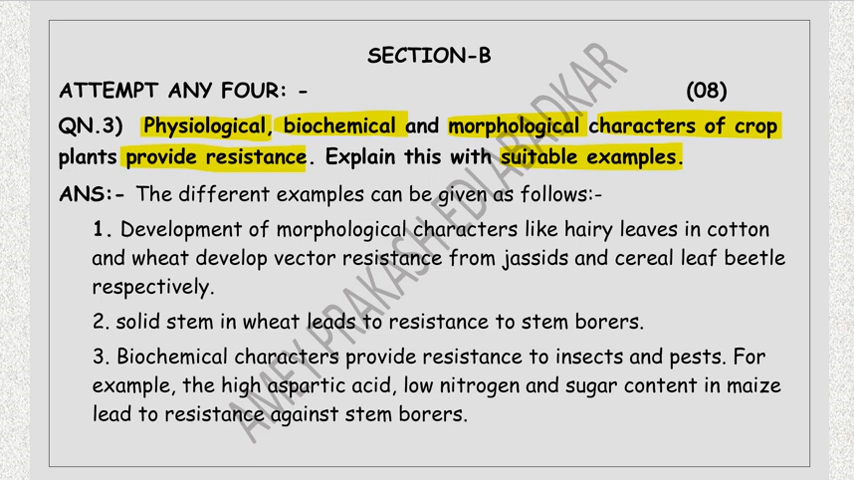 SECTION-B
ATTEMPT ANY FOUR: - (08)
QN.3) Physiological, biochemical and morphological characters of crop
plants provide resistance. Explain this with suitable examples.
ANS:- The different examples can be given as follows:-
1. Development of morphological characters like hairy leaves in cotton
and wheat develop vector resistance from jassids and cereal leaf beetle
respectively.
2. solid stem in wheat leads to resistance to stem borers.
3. Biochemical characters provide resistance to insects and pests. For
example, the high aspartic acid, low nitrogen and sugar content in maize
lead to resistance against stem borers.
AMEY PRAKASH EDLABADKAR